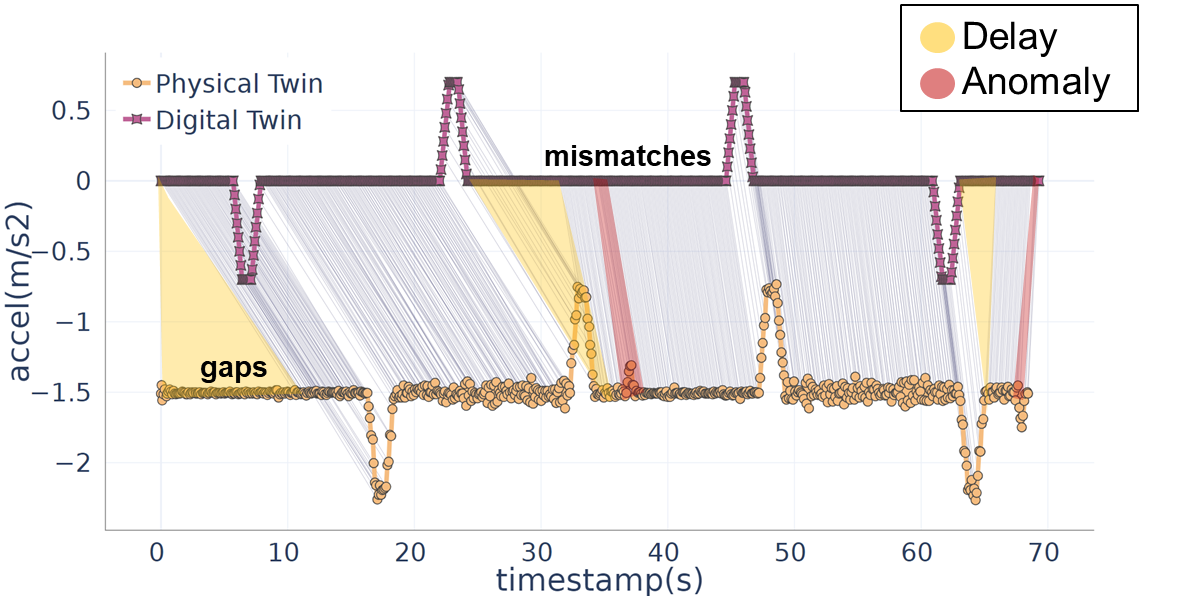 Delay
Anomaly
Physical Twin
Digital Twin
accel(m/s2)
0.5
0
−0.5
−1
−1.5
−2
mismatches
gaps
0 10 20 30 40 50 60 70
timestamp(s)